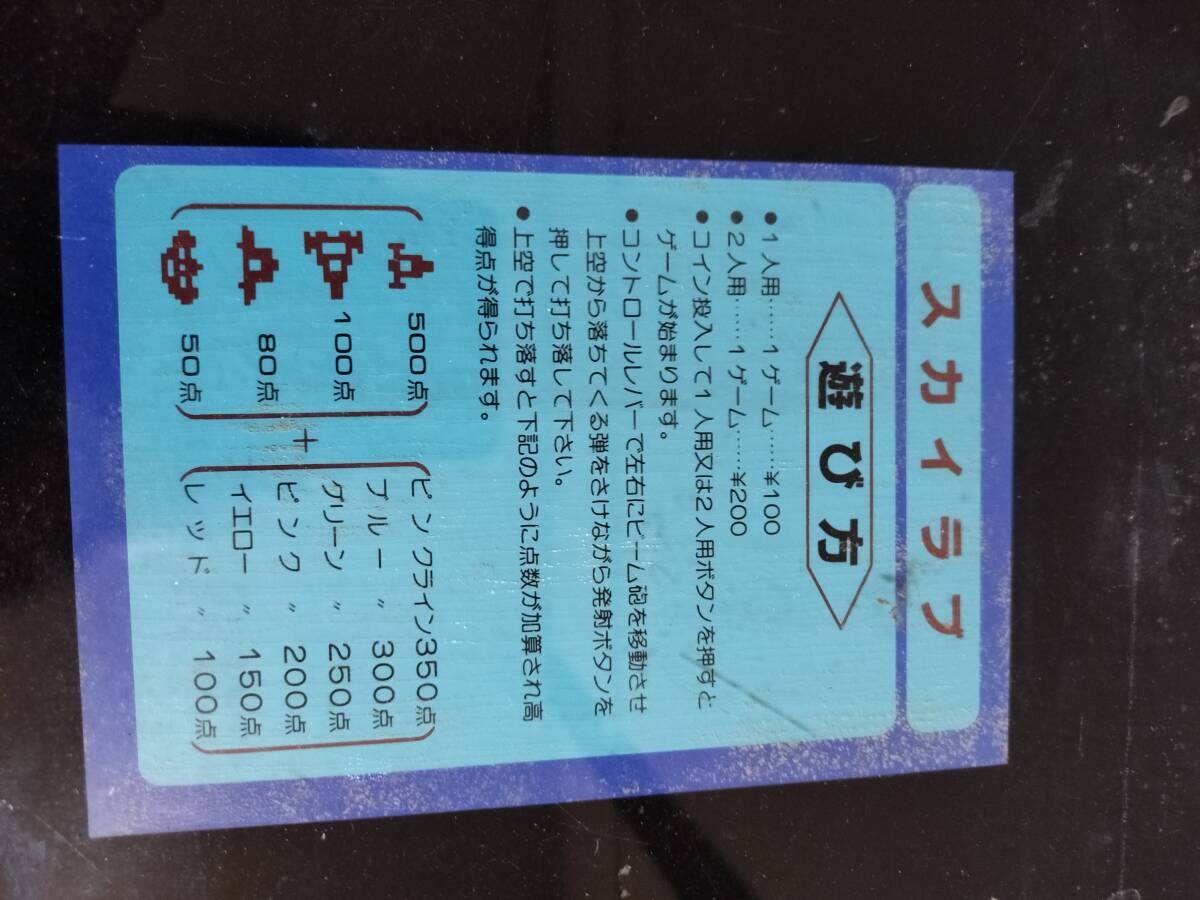 スカイラブ
遊び方
● 1人用……1ゲーム……¥100
● 2人用……1ゲーム……¥200
● コイン投入して1人用又は2人用ボタンを押すと
ゲームが始まります。
● コントロールレバーで左右にビーム砲を移動させ
上空から落ちてくる弾をさけながら発射ボタンを
押して打ち落して下さい。
● 上空で打ち落すと下記のように点数が加算され高
得点が得られます。
500点
100点
80点
50点
+
ピンクライン350点
ブルー 〃 300点
グリーン 〃 250点
ピンク 〃 200点
イエロー 〃 150点
レッド 〃 100点